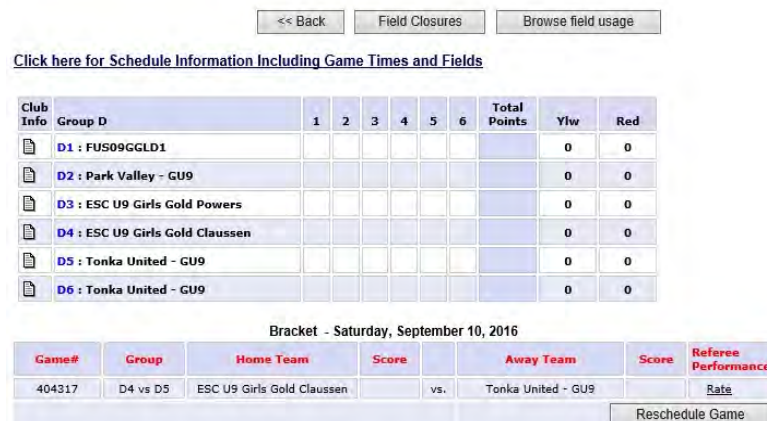 << Back Field Closures Browse field usage
Click here for Schedule Information Including Game Times and Fields
Club Info Group D 1 2 3 4 5 6 Total Points Ylw Red
D1 : FUS09GGLD1 0 0
D2 : Park Valley - GU9 0 0
D3 : ESC U9 Girls Gold Powers 0 0
D4 : ESC U9 Girls Gold Claussen 0 0
D5 : Tonka United - GU9 0 0
D6 : Tonka United - GU9 0 0
Bracket - Saturday, September 10, 2016
Game# Group Home Team Score Away Team Score Referee Performance
404317 D4 vs D5 ESC U9 Girls Gold Claussen vs. Tonka United - GU9 Rate
Reschedule Game